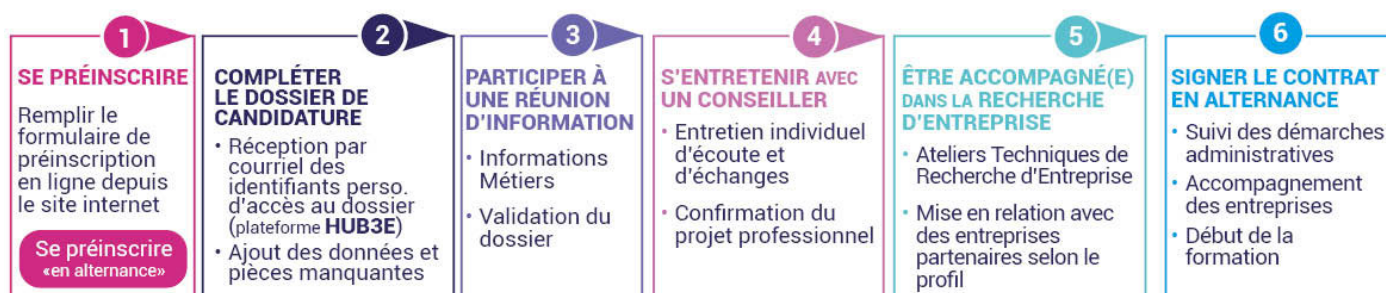 1
SE PRÉINSCRIRE
Remplir le
formulaire de
préinscription
en ligne depuis
le site internet
Se préinscrire
«en alternance»
2
COMPLÉTER
LE DOSSIER DE
CANDIDATURE
• Réception par
courriel des
identifiants perso.
d'accès au dossier
(plateforme HUB3E)
• Ajout des données et
pièces manquantes
3
PARTICIPER À
UNE RÉUNION
D'INFORMATION
• Informations
Métiers
• Validation du
dossier
4
S'ENTRETENIR AVEC
UN CONSEILLER
• Entretien individuel
d'écoute et
d'échanges
• Confirmation du
projet professionnel
5
ÊTRE ACCOMPAGNÉ(E)
DANS LA RECHERCHE
D'ENTREPRISE
• Ateliers Techniques de
Recherche d'Entreprise
• Mise en relation avec
des entreprises
partenaires selon le
profil
6
SIGNER LE CONTRAT
EN ALTERNANCE
• Suivi des démarches
administratives
• Accompagnement
des entreprises
• Début de la
formation